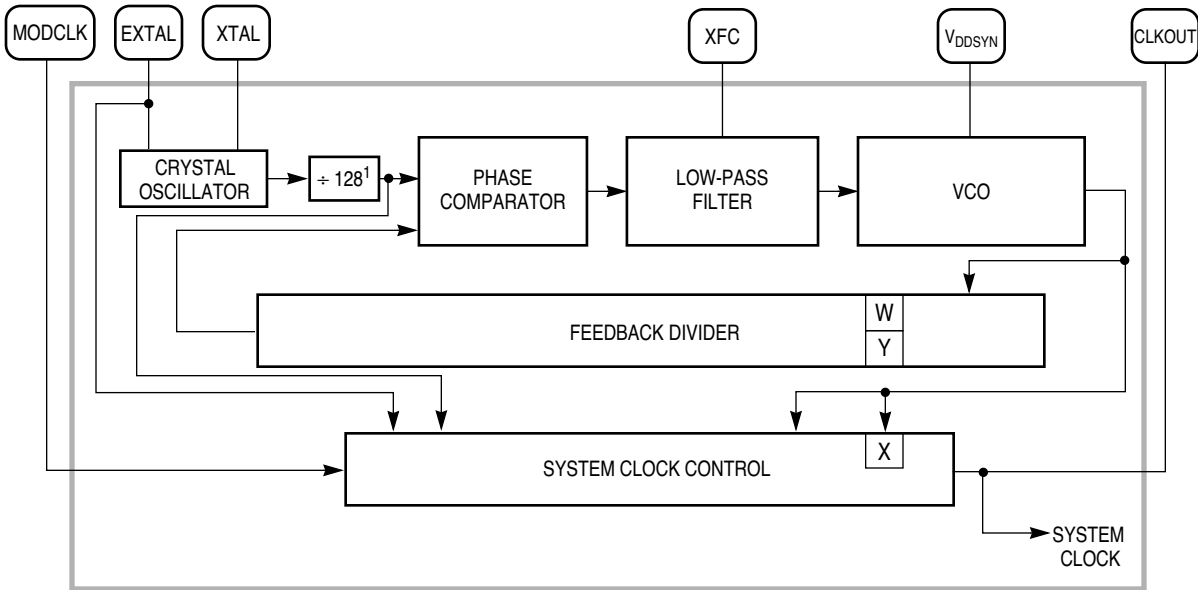 MODCLK
EXTAL
XTAL
XFC
VDDSYN
CLKOUT
CRYSTAL
OSCILLATOR
÷ 128¹
PHASE
COMPARATOR
LOW-PASS
FILTER
VCO
FEEDBACK DIVIDER
W
Y
SYSTEM CLOCK CONTROL
X
SYSTEM
CLOCK